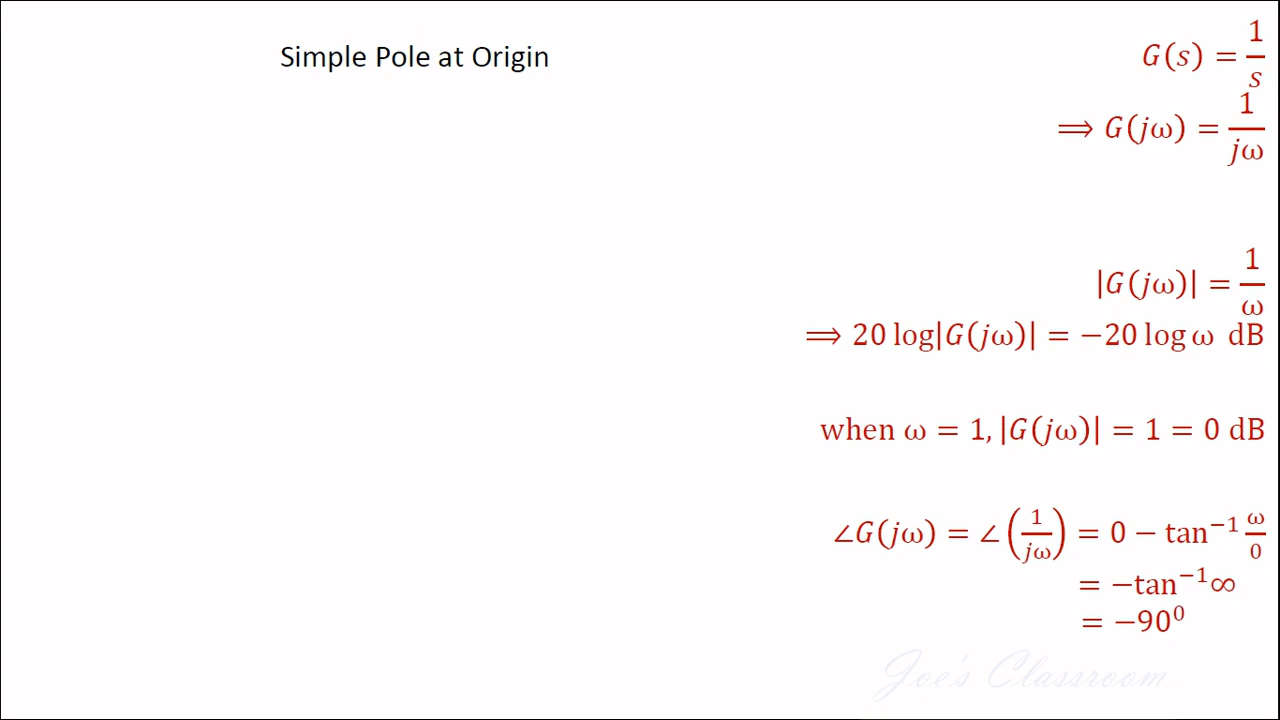 Simple Pole at Origin
G(s) = 1/s
⟹ G(jω) = 1/jω
|G(jω)| = 1/ω
⟹ 20 log|G(jω)| = −20 log ω dB
when ω = 1, |G(jω)| = 1 = 0 dB
∠G(jω) = ∠(1/jω) = 0 − tan⁻¹ ω/0
= −tan⁻¹∞
= −90⁰
Joe's Classroom